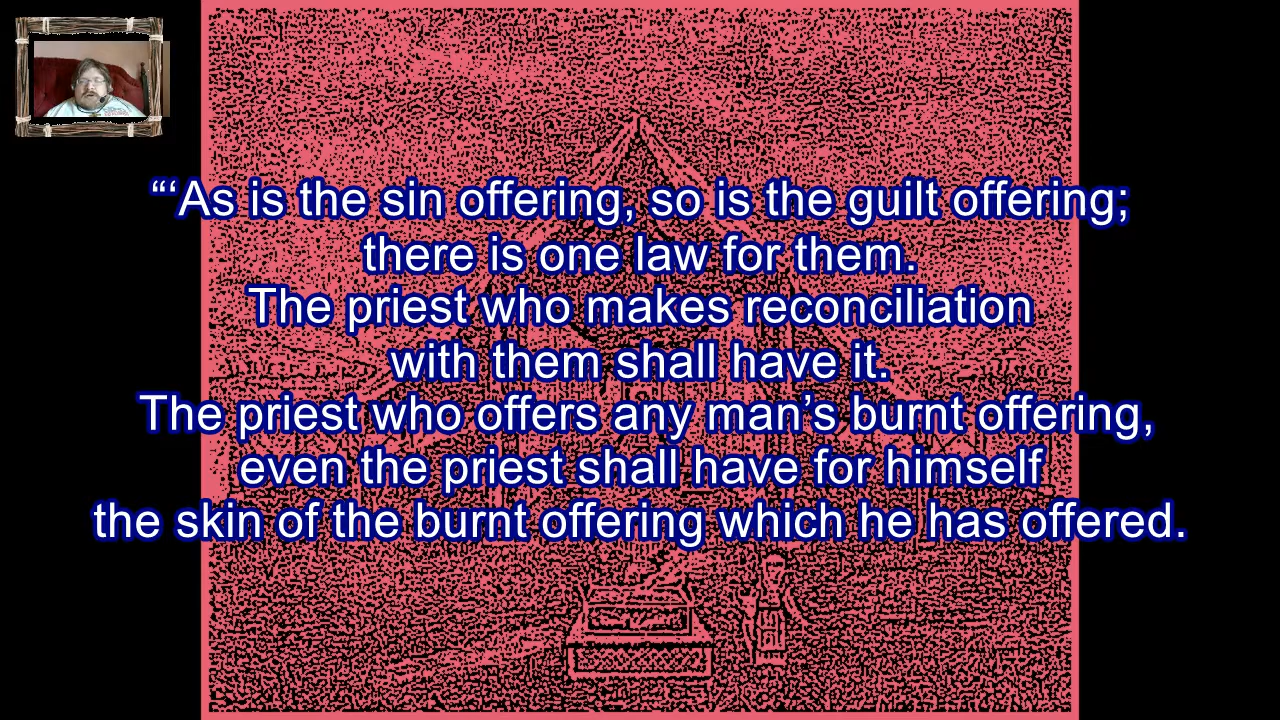 “‘As is the sin offering, so is the guilt offering;
there is one law for them.
The priest who makes reconciliation
with them shall have it.
The priest who offers any man’s burnt offering,
even the priest shall have for himself
the skin of the burnt offering which he has offered.